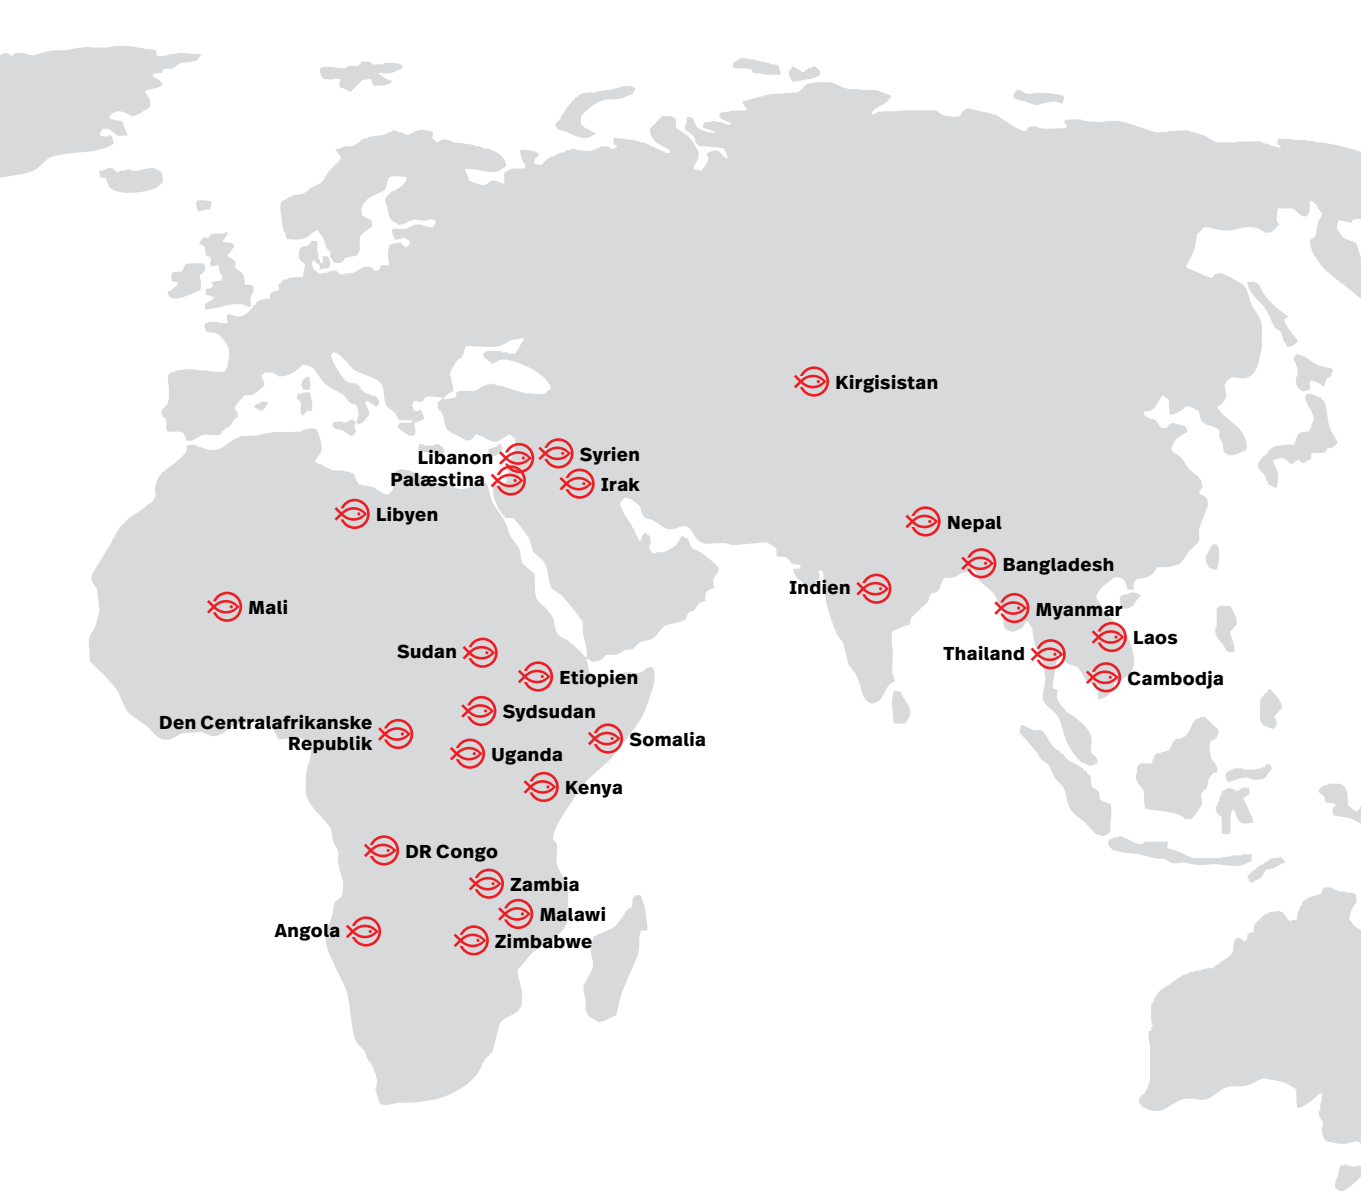 Kirgisistan
Libanon
Syrien
Palæstina
Irak
Libyen
Nepal
Bangladesh
Indien
Mali
Myanmar
Laos
Sudan
Thailand
Etiopien
Cambodja
Sydsudan
Den Centralafrikanske
Republik
Somalia
Uganda
Kenya
DR Congo
Zambia
Malawi
Angola
Zimbabwe